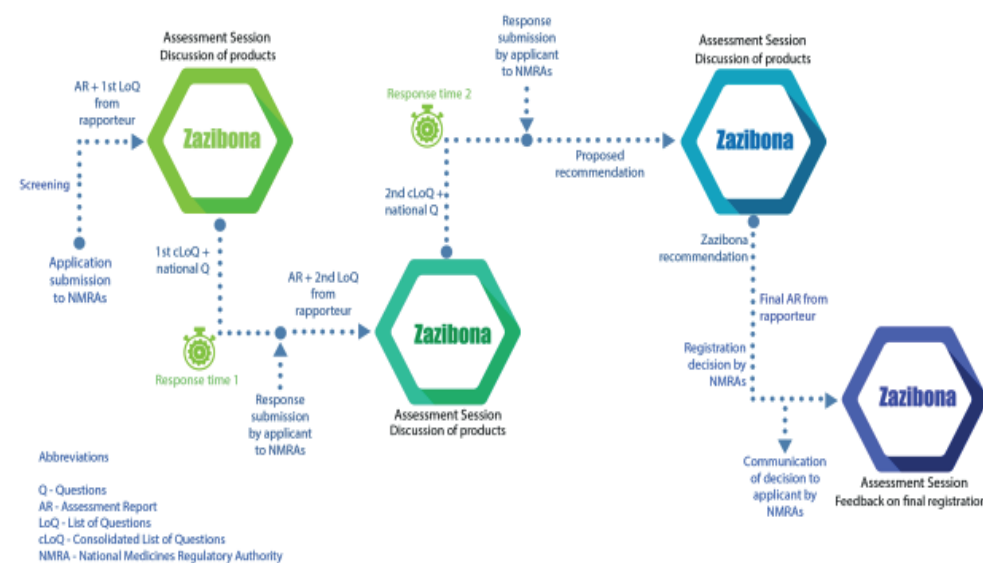 Assessment Session
Discussion of products
AR + 1st LoQ
from
rapporteur
Zazibona
Screening
Application
submission
to NMRAs
1st cLoQ +
national Q
Response time 1
Response
submission
by applicant
to NMRAs
AR + 2nd LoQ
from
rapporteur
Zazibona
Assessment Session
Discussion of products
2nd cLoQ +
national Q
Response time 2
Response
submission
by applicant
to NMRAs
Proposed
recommendation
Assessment Session
Discussion of products
Zazibona
Zazibona
recommendation
Final AR from
rapporteur
Registration
decision by
NMRAs
Communication
of decision to
applicant by
NMRAs
Zazibona
Assessment Session
Feedback on final registration
Abbreviations
Q - Questions
AR - Assessment Report
LoQ - List of Questions
cLoQ - Consolidated List of Questions
NMRA - National Medicines Regulatory Authority